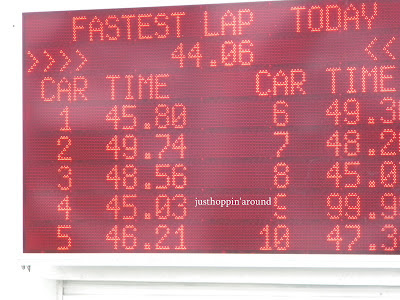 FASTEST LAP TODAY
>>>> 44.06 <<
CAR TIME CAR TIME
1 45.80 6 49.3
2 49.74 7 48.2
3 48.56 8 45.0
4 45.03 99.9
5 46.21 10 47.3
justhoppin'around